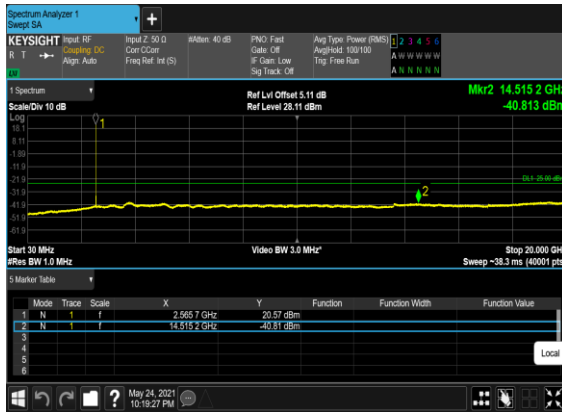 Spectrum Analyzer 1
Swept SA
KEYSIGHT Input: RF Input Z: 50 Ω #Atten: 40 dB PNO: Fast Avg Type: Power (RMS) 1 2 3 4 5 6
R T Coupling: DC Corr CCorr Gate: Off Avg|Hold: 100/100 A W W W W W
Align: Auto Freq Ref: Int (S) IF Gain: Low Trig: Free Run
LXI Sig Track: Off A N N N N N
1 Spectrum
Scale/Div 10 dB
Ref Lvl Offset 5.11 dB
Ref Level 28.11 dBm
Mkr2 14.515 2 GHz
-40.813 dBm
Log
18.1
8.11
-1.89
-11.9
-21.9
-31.9
-41.9
-51.9
-61.9
1
2
DL1 -25.00 dBm
Start 30 MHz
#Res BW 1.0 MHz
Video BW 3.0 MHz*
Stop 20.000 GHz
Sweep ~38.3 ms (40001 pts)
5 Marker Table
Mode Trace Scale X Y Function Function Width Function Value
1 N 1 f 2.565 7 GHz 20.57 dBm
2 N 1 f 14.515 2 GHz -40.81 dBm
3
4
5
6
Local
?
May 24, 2021
10:19:27 PM